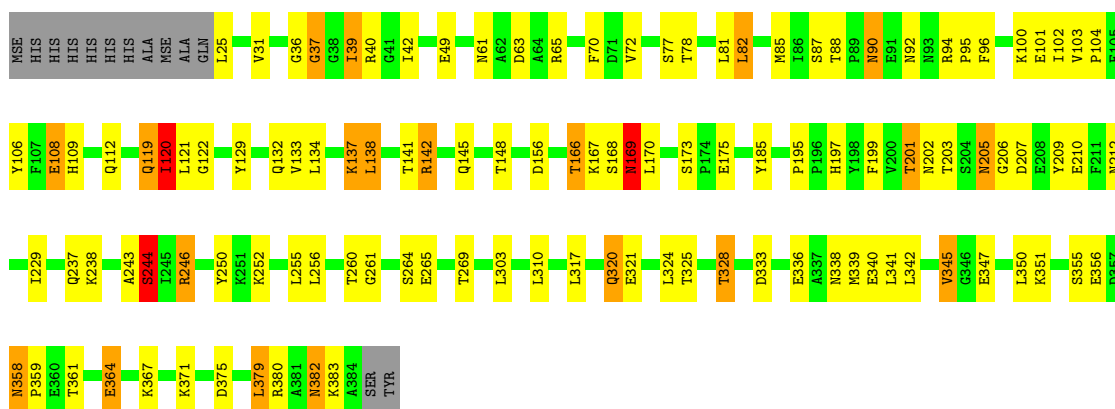 MSE HIS HIS HIS HIS HIS HIS ALA MSE ALA GLN L25 V31 G36 G37 G38 I39 R40 G41 I42 E49 N61 A62 D63 A64 R65 F70 D71 V72 S77 T78 L81 L82 M85 I86 S87 T88 P89 N90 E91 N92 N93 R94 P95 F96 K100 E101 I102 V103 P104 E105
Y106 F107 E108 H109 Q112 Q119 I120 L121 G122 Y129 Q132 V133 L134 K137 L138 T141 R142 Q145 T148 D156 T166 K167 S168 N169 L170 S173 P174 E175 Y185 P195 P196 H197 Y198 F199 V200 T201 N202 T203 S204 N205 G206 D207 E208 Y209 E210 F211 N212
I229 Q237 K238 A243 S244 I245 R246 Y250 K251 K252 L255 L256 T260 G261 S264 E265 T269 L303 L310 L317 Q320 E321 L324 T325 T328 D333 E336 A337 N338 M339 E340 L341 L342 V345 G346 E347 L350 K351 S355 E356 D357
N358 P359 E360 T361 E364 K367 K371 D375 L379 R380 A381 N382 K383 A384 SER TYR